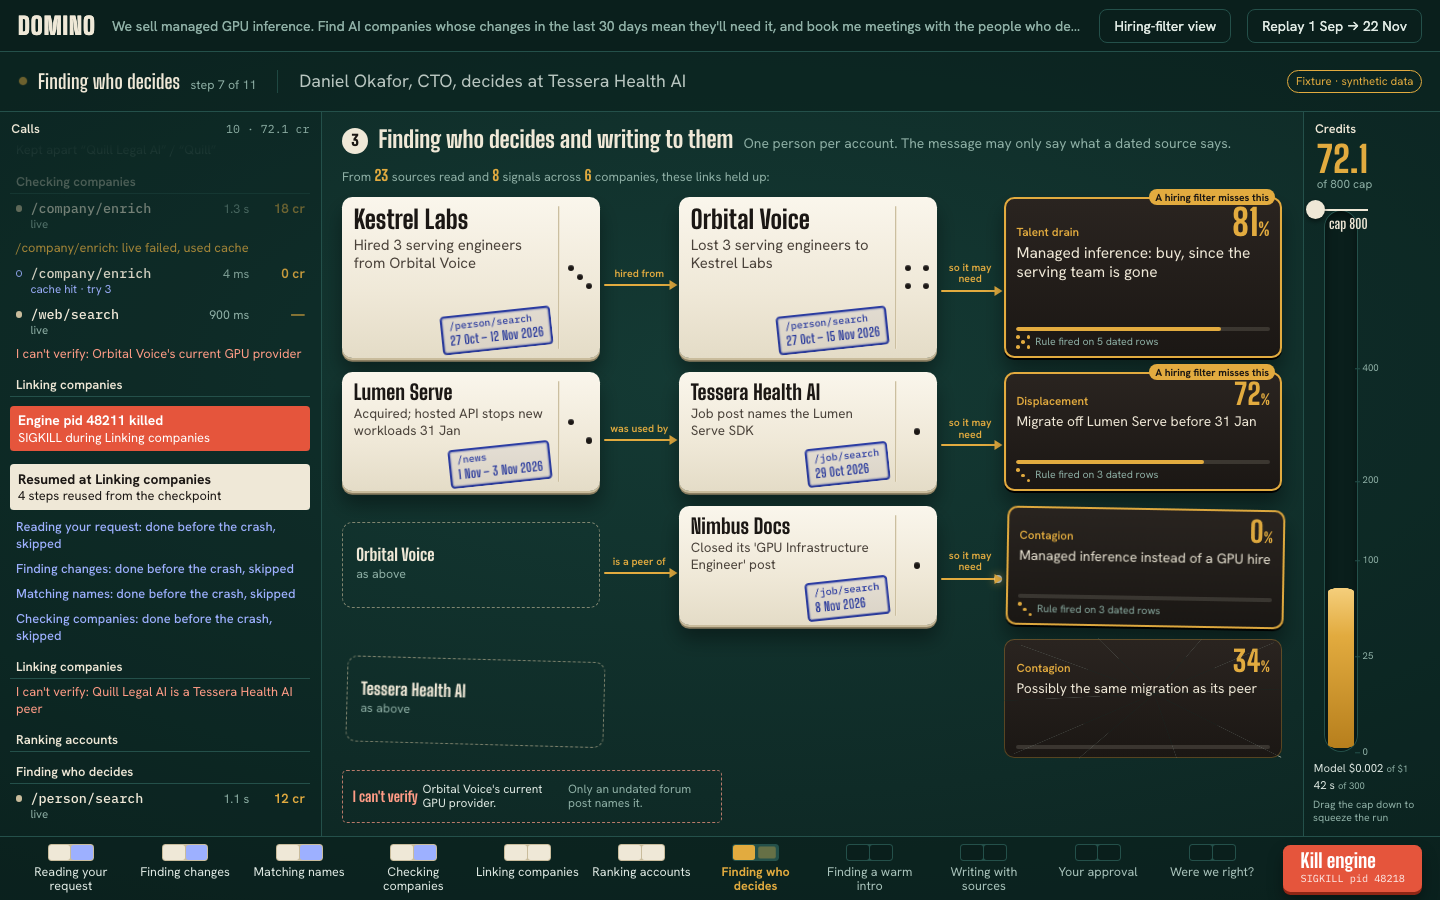 DOMINO
We sell managed GPU inference. Find AI companies whose changes in the last 30 days mean they'll need it, and book me meetings with the people who de...
Hiring-filter view
Replay 1 Sep → 22 Nov
Finding who decides
step 7 of 11
Daniel Okafor, CTO, decides at Tessera Health AI
Fixture · synthetic data
Calls
10 · 72.1 cr
Kept apart "Quill Legal AI" / "Quill"
Checking companies
/company/enrich 1.3 s 18 cr
live
/company/enrich: live failed, used cache
/company/enrich 4 ms 0 cr
cache hit · try 3
/web/search 900 ms —
live
I can't verify: Orbital Voice's current GPU provider
Linking companies
Engine pid 48211 killed
SIGKILL during Linking companies
Resumed at Linking companies
4 steps reused from the checkpoint
Reading your request: done before the crash,
skipped
Finding changes: done before the crash, skipped
Matching names: done before the crash, skipped
Checking companies: done before the crash,
skipped
Linking companies
I can't verify: Quill Legal AI is a Tessera Health AI
peer
Ranking accounts
Finding who decides
/person/search 1.1 s 12 cr
live
3 Finding who decides and writing to them
One person per account. The message may only say what a dated source says.
From 23 sources read and 8 signals across 6 companies, these links held up:
Kestrel Labs
Hired 3 serving engineers
from Orbital Voice
/person/search
27 Oct – 12 Nov 2026
hired from
Orbital Voice
Lost 3 serving engineers to
Kestrel Labs
/person/search
27 Oct – 15 Nov 2026
so it may
need
A hiring filter misses this
Talent drain
81%
Managed inference: buy, since the
serving team is gone
Rule fired on 5 dated rows
Lumen Serve
Acquired; hosted API stops new
workloads 31 Jan
/news
1 Nov – 3 Nov 2026
was used by
Tessera Health AI
Job post names the Lumen
Serve SDK
/job/search
29 Oct 2026
so it may
need
A hiring filter misses this
Displacement
72%
Migrate off Lumen Serve before 31 Jan
Rule fired on 3 dated rows
Orbital Voice
as above
is a peer of
Nimbus Docs
Closed its 'GPU Infrastructure
Engineer' post
/job/search
8 Nov 2026
so it may
need
Contagion
0%
Managed inference instead of a GPU hire
Rule fired on 3 dated rows
Tessera Health AI
as above
Contagion
34%
Possibly the same migration as its peer
I can't verify
Orbital Voice's current
GPU provider.
Only an undated forum
post names it.
Credits
72.1
of 800 cap
cap 800
400
200
100
25
0
Model $0.002 of $1
42 s of 300
Drag the cap down to
squeeze the run
Reading your
request
Finding changes
Matching names
Checking
companies
Linking companies
Ranking accounts
Finding who
decides
Finding a warm
intro
Writing with
sources
Your approval
Were we right?
Kill engine
SIGKILL pid 48218